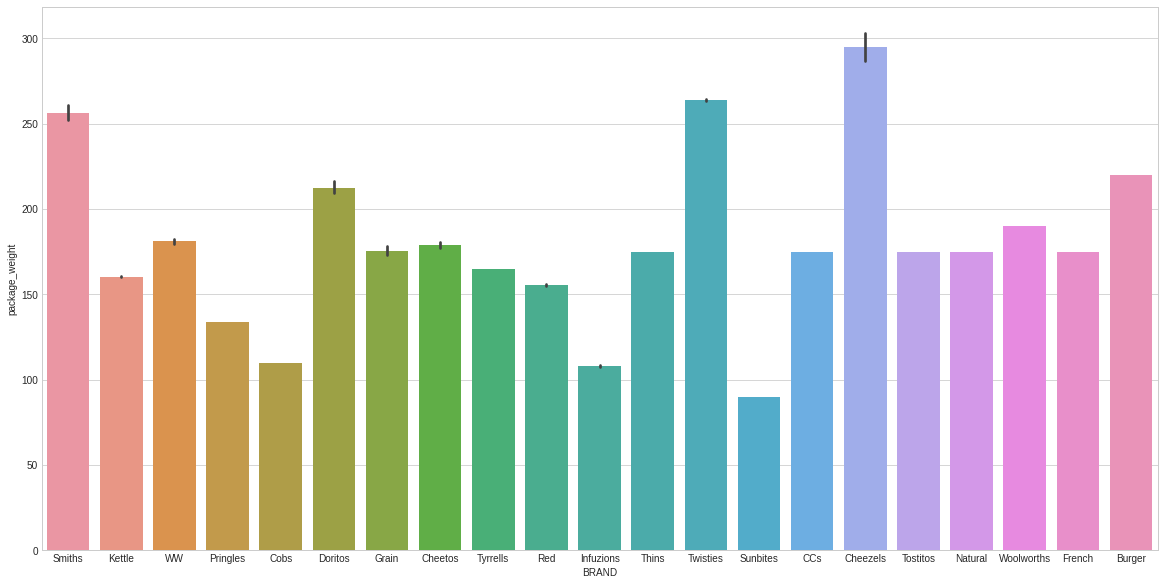 300
250
200
150
100
50
0
package_weight
Smiths Kettle WW Pringles Cobs Doritos Grain Cheetos Tyrrells Red Infuzions Thins Twisties Sunbites CCs Cheezels Tostitos Natural Woolworths French Burger
BRAND